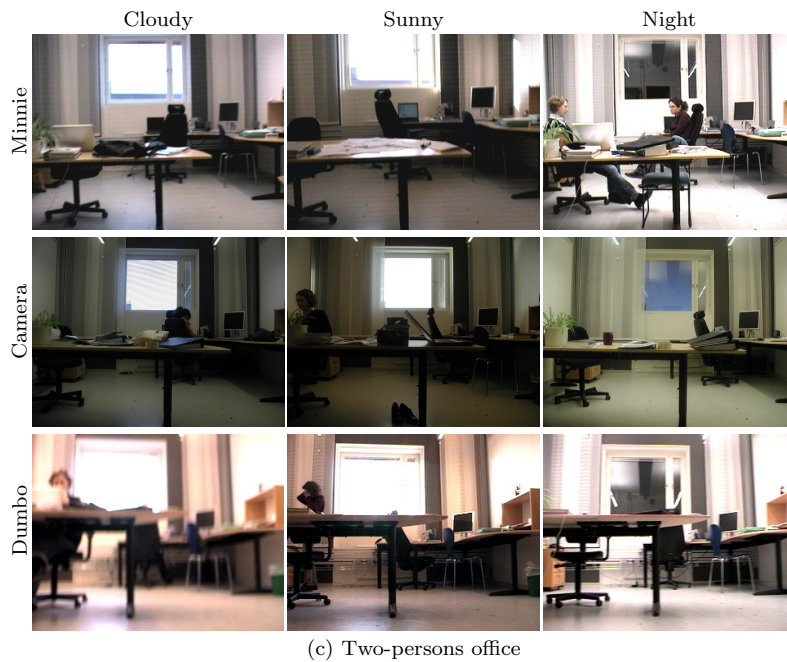 Cloudy Sunny Night
Minnie
Camera
Dumbo
(c) Two-persons office